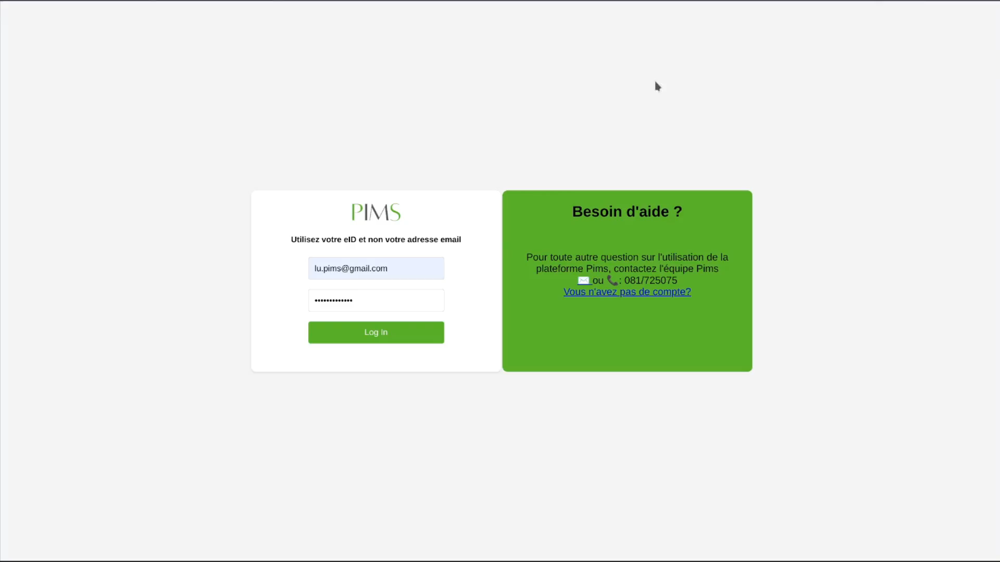 PIMS
Utilisez votre eID et non votre adresse email
lu.pims@gmail.com
•••••••••••••
Log In
Besoin d'aide ?
Pour toute autre question sur l'utilisation de la
plateforme Pims, contactez l'équipe Pims
✉️ ou 📞: 081/725075
Vous n'avez pas de compte?